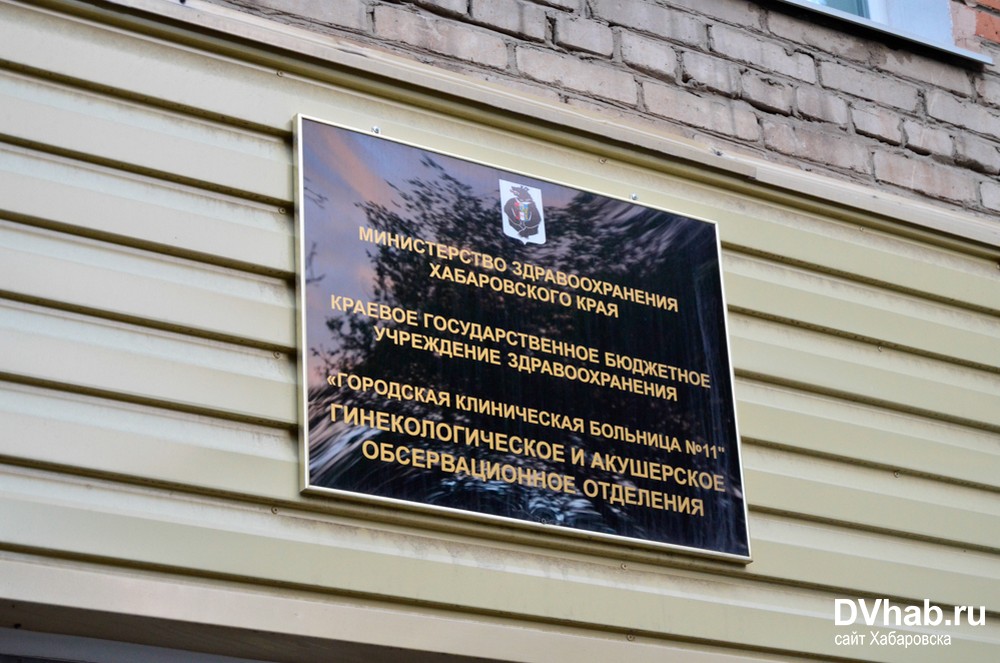 МИНИСТЕРСТВО ЗДРАВООХРАНЕНИЯ
ХАБАРОВСКОГО КРАЯ
КРАЕВОЕ ГОСУДАРСТВЕННОЕ БЮДЖЕТНОЕ
УЧРЕЖДЕНИЕ ЗДРАВООХРАНЕНИЯ
«ГОРОДСКАЯ КЛИНИЧЕСКАЯ БОЛЬНИЦА №11"
ГИНЕКОЛОГИЧЕСКОЕ И АКУШЕРСКОЕ
ОБСЕРВАЦИОННОЕ ОТДЕЛЕНИЯ
DVhab.ru
сайт Хабаровска